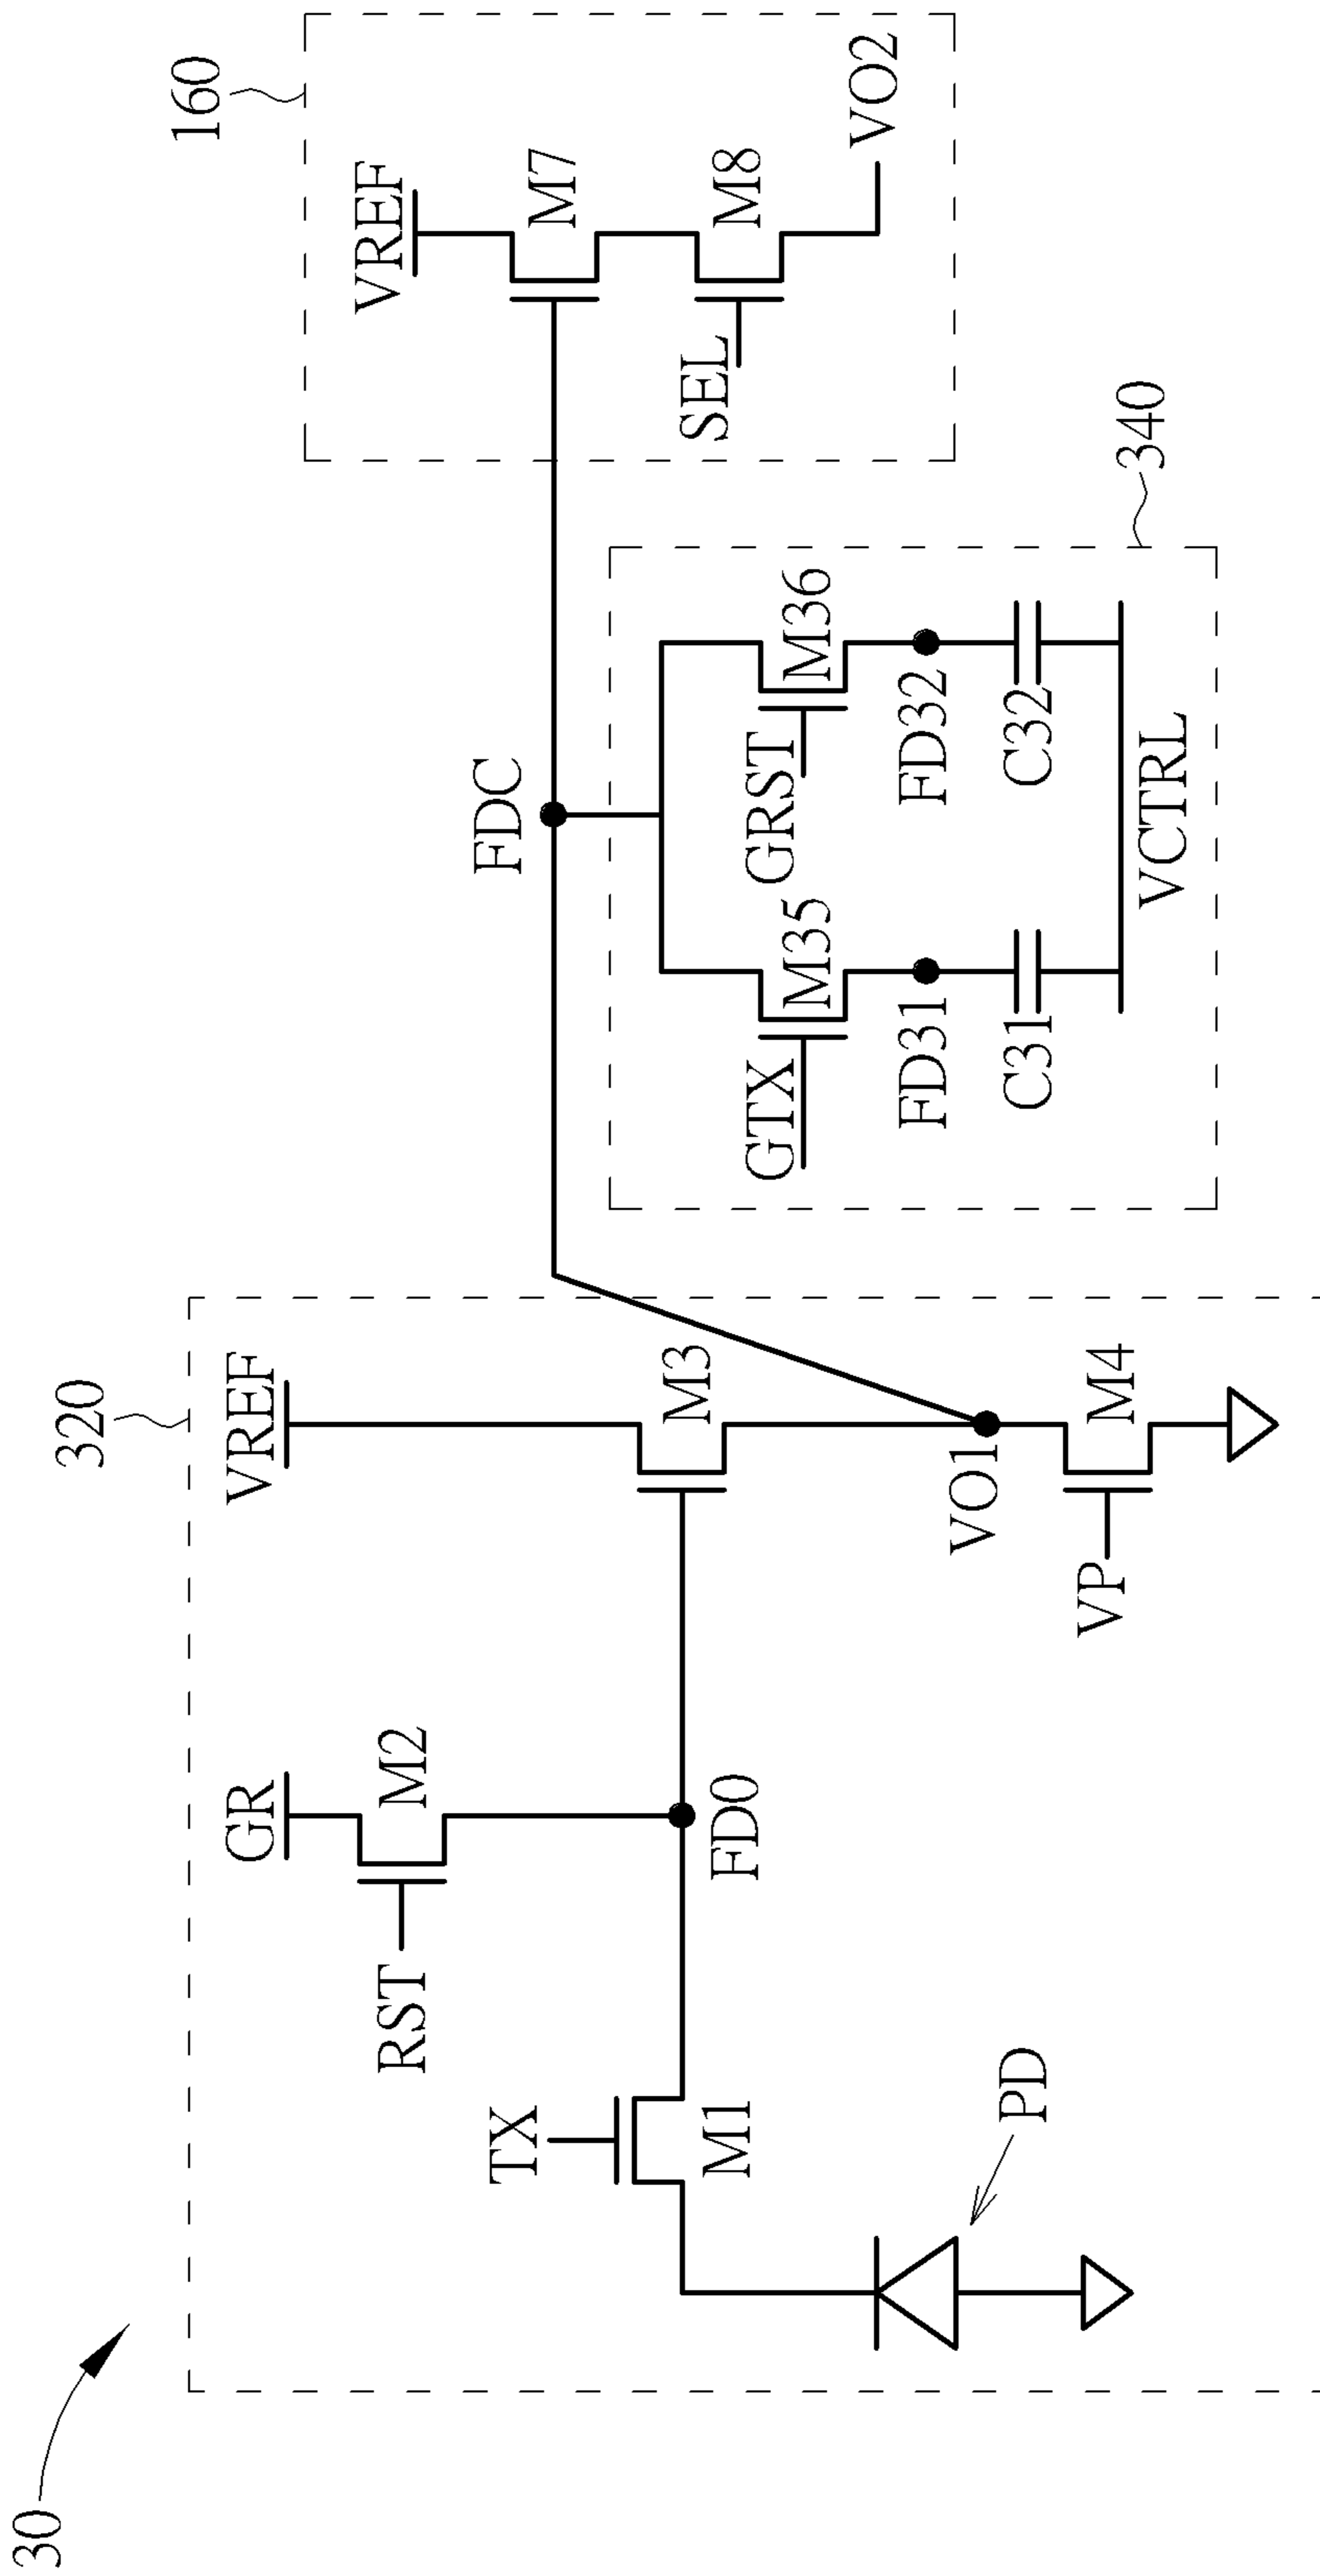 30
320
GR
VREF
RST
M2
TX
M1
FD0
M3
PD
VO1
VP
M4
FDC
340
GTX
M35
GRST
M36
FD31
FD32
C31
C32
VCTRL
160
VREF
M7
SEL
M8
VO2